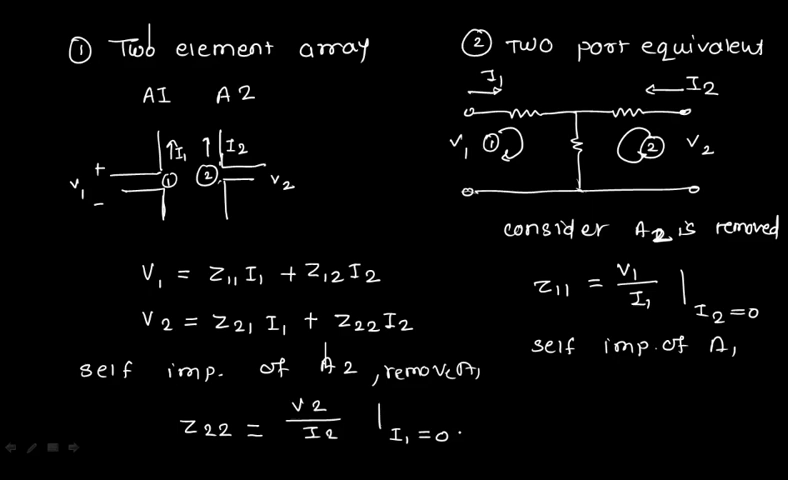 ① Two element array
A1 A2
I1 I2
V1 + - ① ② V2
V1 = Z11 I1 + Z12 I2
V2 = Z21 I1 + Z22 I2
self imp. of A2, remove A1
Z22 = V2 / I2 | I1 = 0.
② TWO port equivalent
I1 I2
V1 ① ② V2
consider A2 is removed
Z11 = V1 / I1 | I2 = 0
self imp. of A1